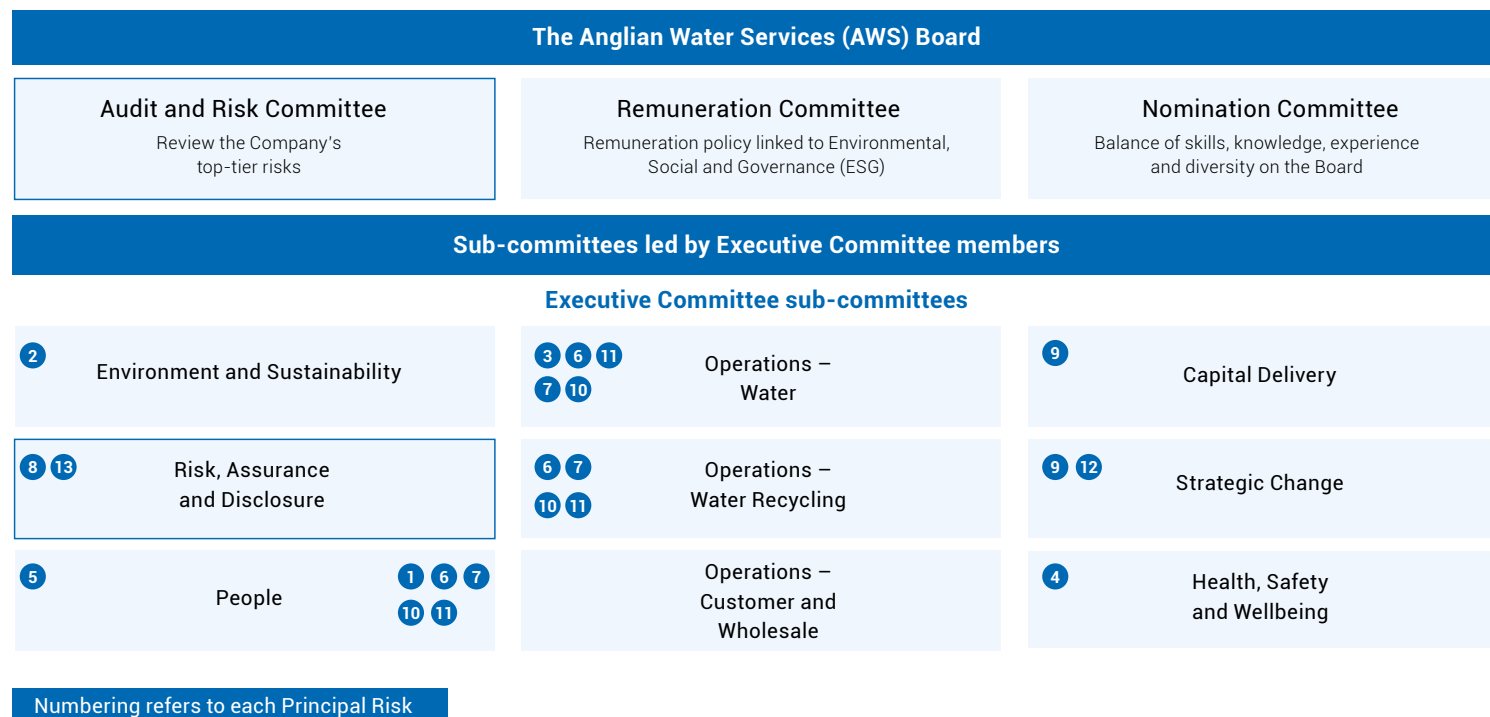 The Anglian Water Services (AWS) Board
Audit and Risk Committee
Review the Company's
top-tier risks
Remuneration Committee
Remuneration policy linked to Environmental,
Social and Governance (ESG)
Nomination Committee
Balance of skills, knowledge, experience
and diversity on the Board
Sub-committees led by Executive Committee members
Executive Committee sub-committees
2
Environment and Sustainability
3 6 11
7 10
Operations –
Water
9
Capital Delivery
8 13
Risk, Assurance
and Disclosure
6 7
10 11
Operations –
Water Recycling
9 12
Strategic Change
5
People
1 6 7
10 11
Operations –
Customer and
Wholesale
4
Health, Safety
and Wellbeing
Numbering refers to each Principal Risk